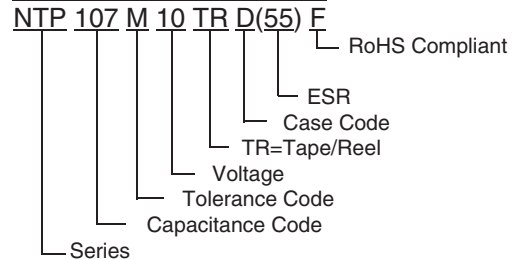 NTP 107 M 10 TR D(55) F
RoHS Compliant
ESR
Case Code
TR=Tape/Reel
Voltage
Tolerance Code
Capacitance Code
Series